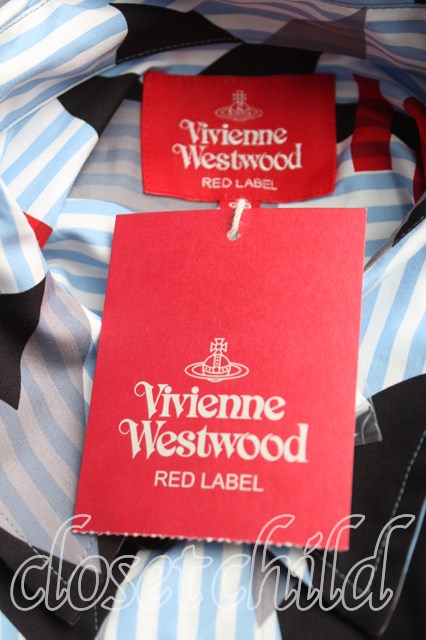 Vivienne
Westwood
RED LABEL
Vivienne
Westwood
RED LABEL
closetchild